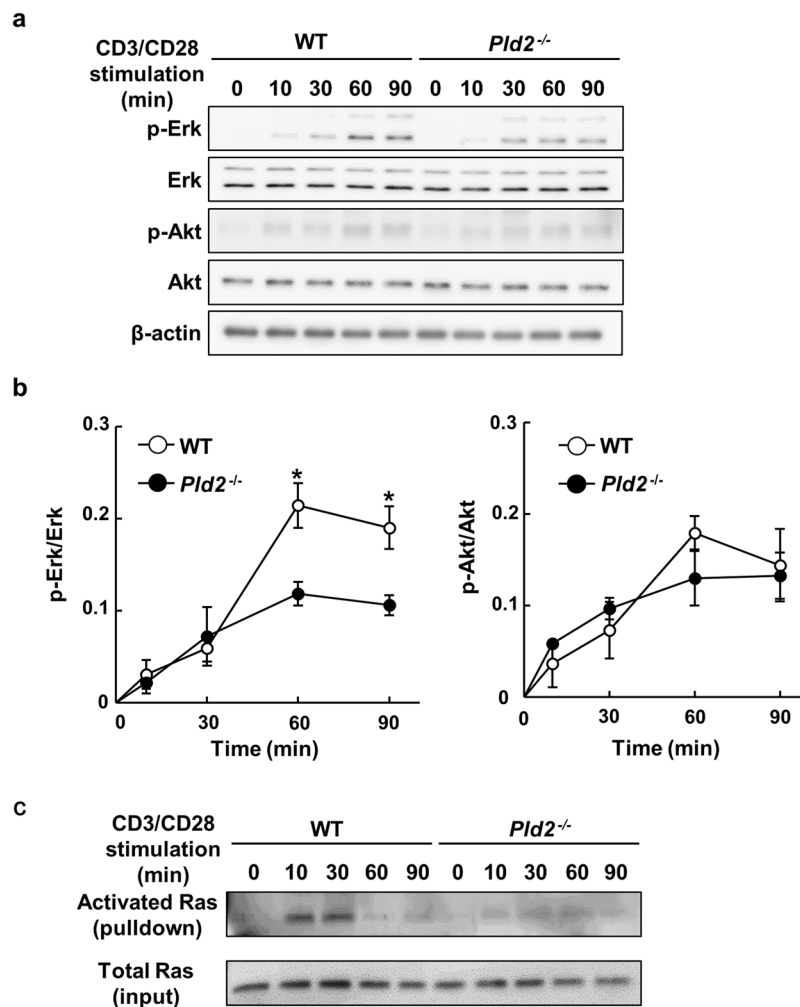 a
CD3/CD28
stimulation
(min)
WT
Pld2-/-
0 10 30 60 90 0 10 30 60 90
p-Erk
Erk
p-Akt
Akt
β-actin
b
p-Erk/Erk
0.3
0.2
0.1
0
WT
Pld2-/-
*
*
0 30 60 90
Time (min)
p-Akt/Akt
0.3
0.2
0.1
0
WT
Pld2-/-
0 30 60 90
Time (min)
c
CD3/CD28
stimulation
(min)
WT
Pld2-/-
0 10 30 60 90 0 10 30 60 90
Activated Ras
(pulldown)
Total Ras
(input)